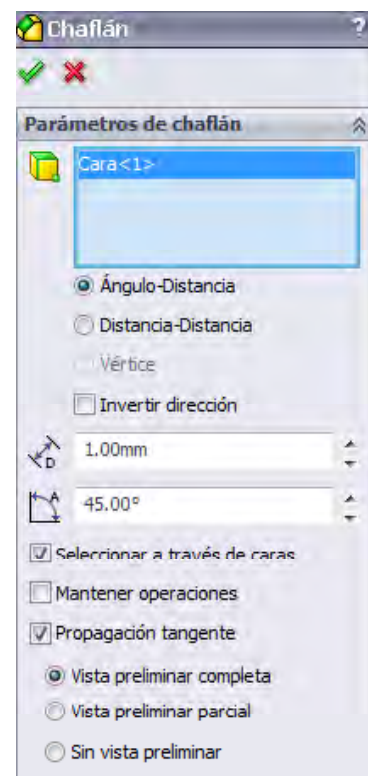 Chaflán ?
Parámetros de chaflán
Cara<1>
Ángulo-Distancia
Distancia-Distancia
Vértice
Invertir dirección
D 1.00mm
A 45.00°
Seleccionar a través de caras
Mantener operaciones
Propagación tangente
Vista preliminar completa
Vista preliminar parcial
Sin vista preliminar